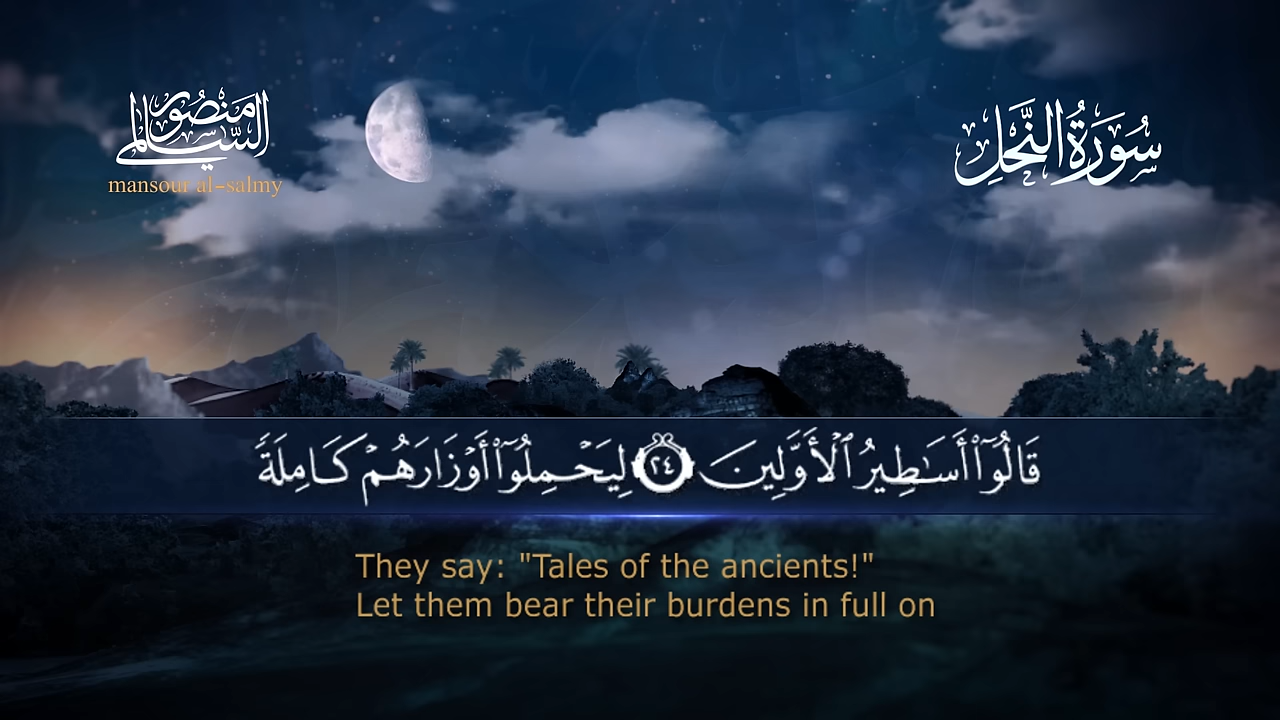 منصور السالمي
mansour al-salmy
سُورَةُ النَّحْلِ
قَالُوٓا۟ أَسَـٰطِيرُ ٱلْأَوَّلِينَ ٢٤ لِيَحْمِلُوٓا۟ أَوْزَارَهُمْ كَامِلَةً
They say: "Tales of the ancients!"
Let them bear their burdens in full on